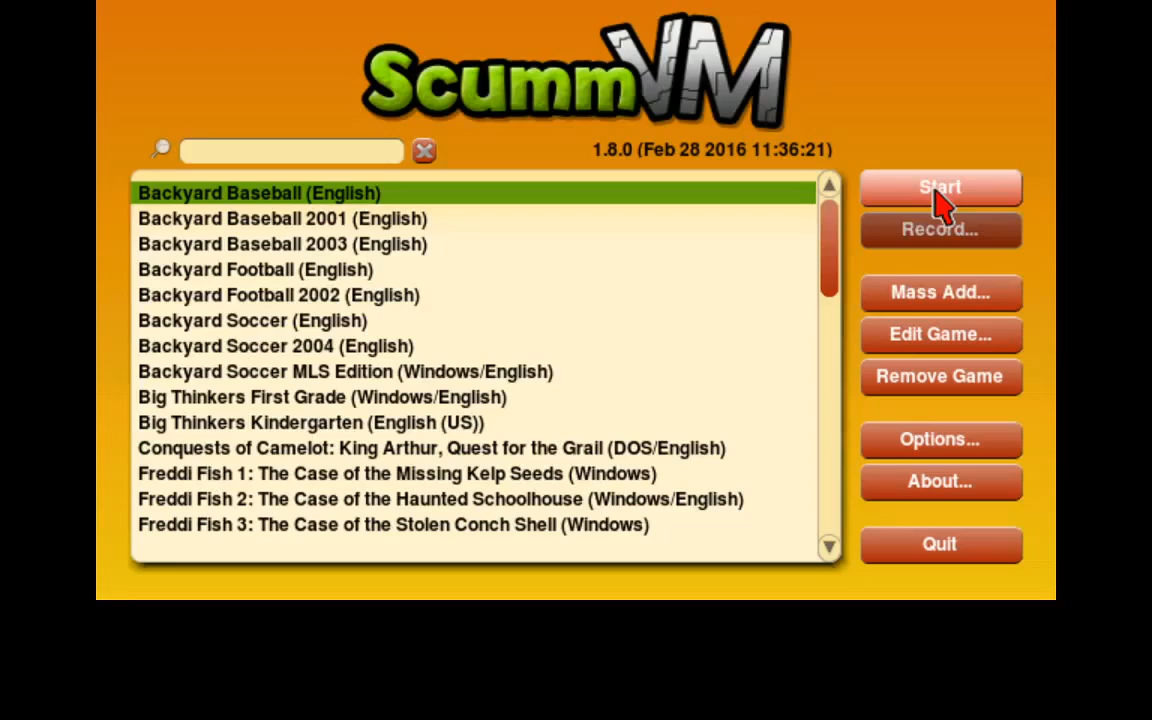 ScummVM
1.8.0 (Feb 28 2016 11:36:21)
Backyard Baseball (English)
Backyard Baseball 2001 (English)
Backyard Baseball 2003 (English)
Backyard Football (English)
Backyard Football 2002 (English)
Backyard Soccer (English)
Backyard Soccer 2004 (English)
Backyard Soccer MLS Edition (Windows/English)
Big Thinkers First Grade (Windows/English)
Big Thinkers Kindergarten (English (US))
Conquests of Camelot: King Arthur, Quest for the Grail (DOS/English)
Freddi Fish 1: The Case of the Missing Kelp Seeds (Windows)
Freddi Fish 2: The Case of the Haunted Schoolhouse (Windows/English)
Freddi Fish 3: The Case of the Stolen Conch Shell (Windows)
Start
Record...
Mass Add...
Edit Game...
Remove Game
Options...
About...
Quit